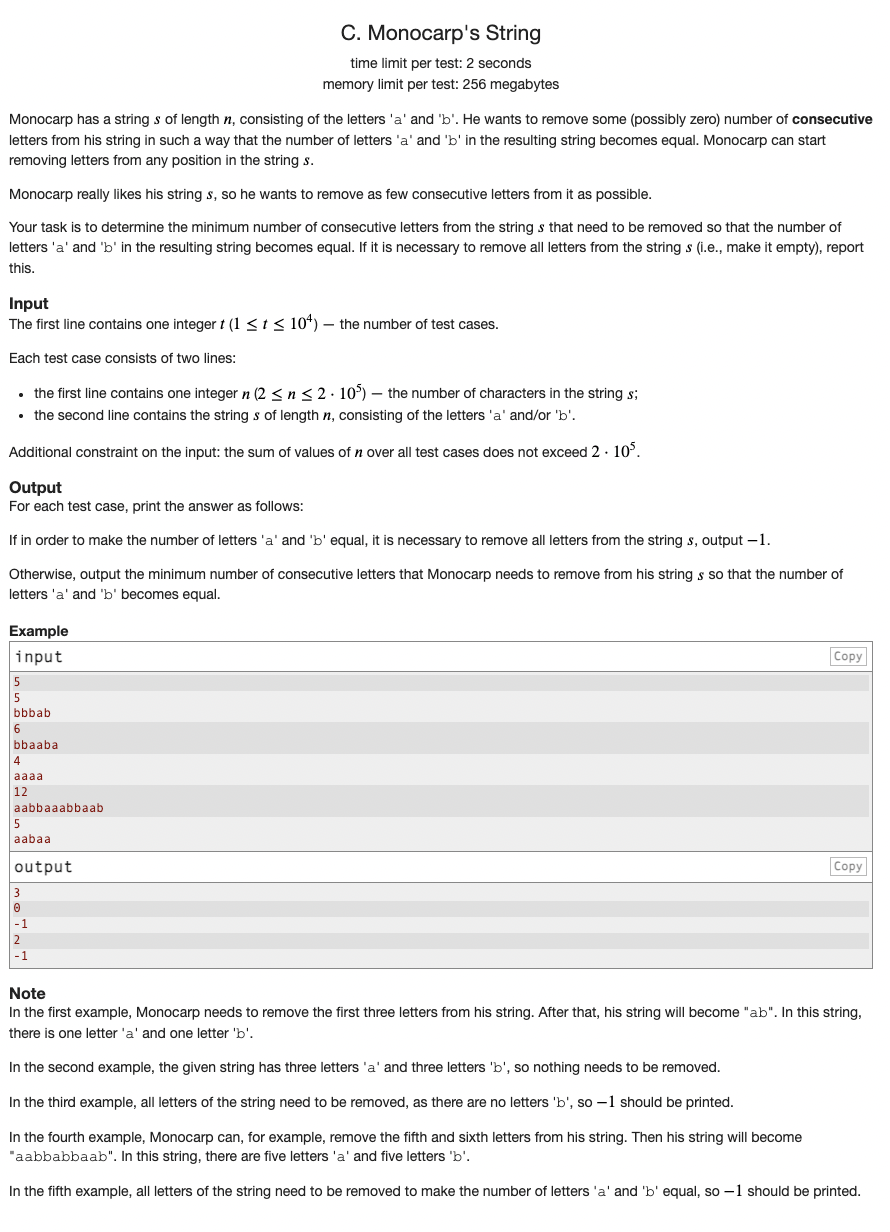 C. Monocarp's String
time limit per test: 2 seconds
memory limit per test: 256 megabytes
Monocarp has a string s of length n, consisting of the letters 'a' and 'b'. He wants to remove some (possibly zero) number of consecutive
letters from his string in such a way that the number of letters 'a' and 'b' in the resulting string becomes equal. Monocarp can start
removing letters from any position in the string s.
Monocarp really likes his string s, so he wants to remove as few consecutive letters from it as possible.
Your task is to determine the minimum number of consecutive letters from the string s that need to be removed so that the number of
letters 'a' and 'b' in the resulting string becomes equal. If it is necessary to remove all letters from the string s (i.e., make it empty), report
this.
Input
The first line contains one integer t (1 ≤ t ≤ 10⁴) — the number of test cases.
Each test case consists of two lines:
• the first line contains one integer n (2 ≤ n ≤ 2 · 10⁵) — the number of characters in the string s;
• the second line contains the string s of length n, consisting of the letters 'a' and/or 'b'.
Additional constraint on the input: the sum of values of n over all test cases does not exceed 2 · 10⁵.
Output
For each test case, print the answer as follows:
If in order to make the number of letters 'a' and 'b' equal, it is necessary to remove all letters from the string s, output −1.
Otherwise, output the minimum number of consecutive letters that Monocarp needs to remove from his string s so that the number of
letters 'a' and 'b' becomes equal.
Example
input Copy
5
5
bbbab
6
bbaaba
4
aaaa
12
aabbaaabbaab
5
aabaa
output Copy
3
0
-1
2
-1
Note
In the first example, Monocarp needs to remove the first three letters from his string. After that, his string will become "ab". In this string,
there is one letter 'a' and one letter 'b'.
In the second example, the given string has three letters 'a' and three letters 'b', so nothing needs to be removed.
In the third example, all letters of the string need to be removed, as there are no letters 'b', so −1 should be printed.
In the fourth example, Monocarp can, for example, remove the fifth and sixth letters from his string. Then his string will become
"aabbabbaab". In this string, there are five letters 'a' and five letters 'b'.
In the fifth example, all letters of the string need to be removed to make the number of letters 'a' and 'b' equal, so −1 should be printed.